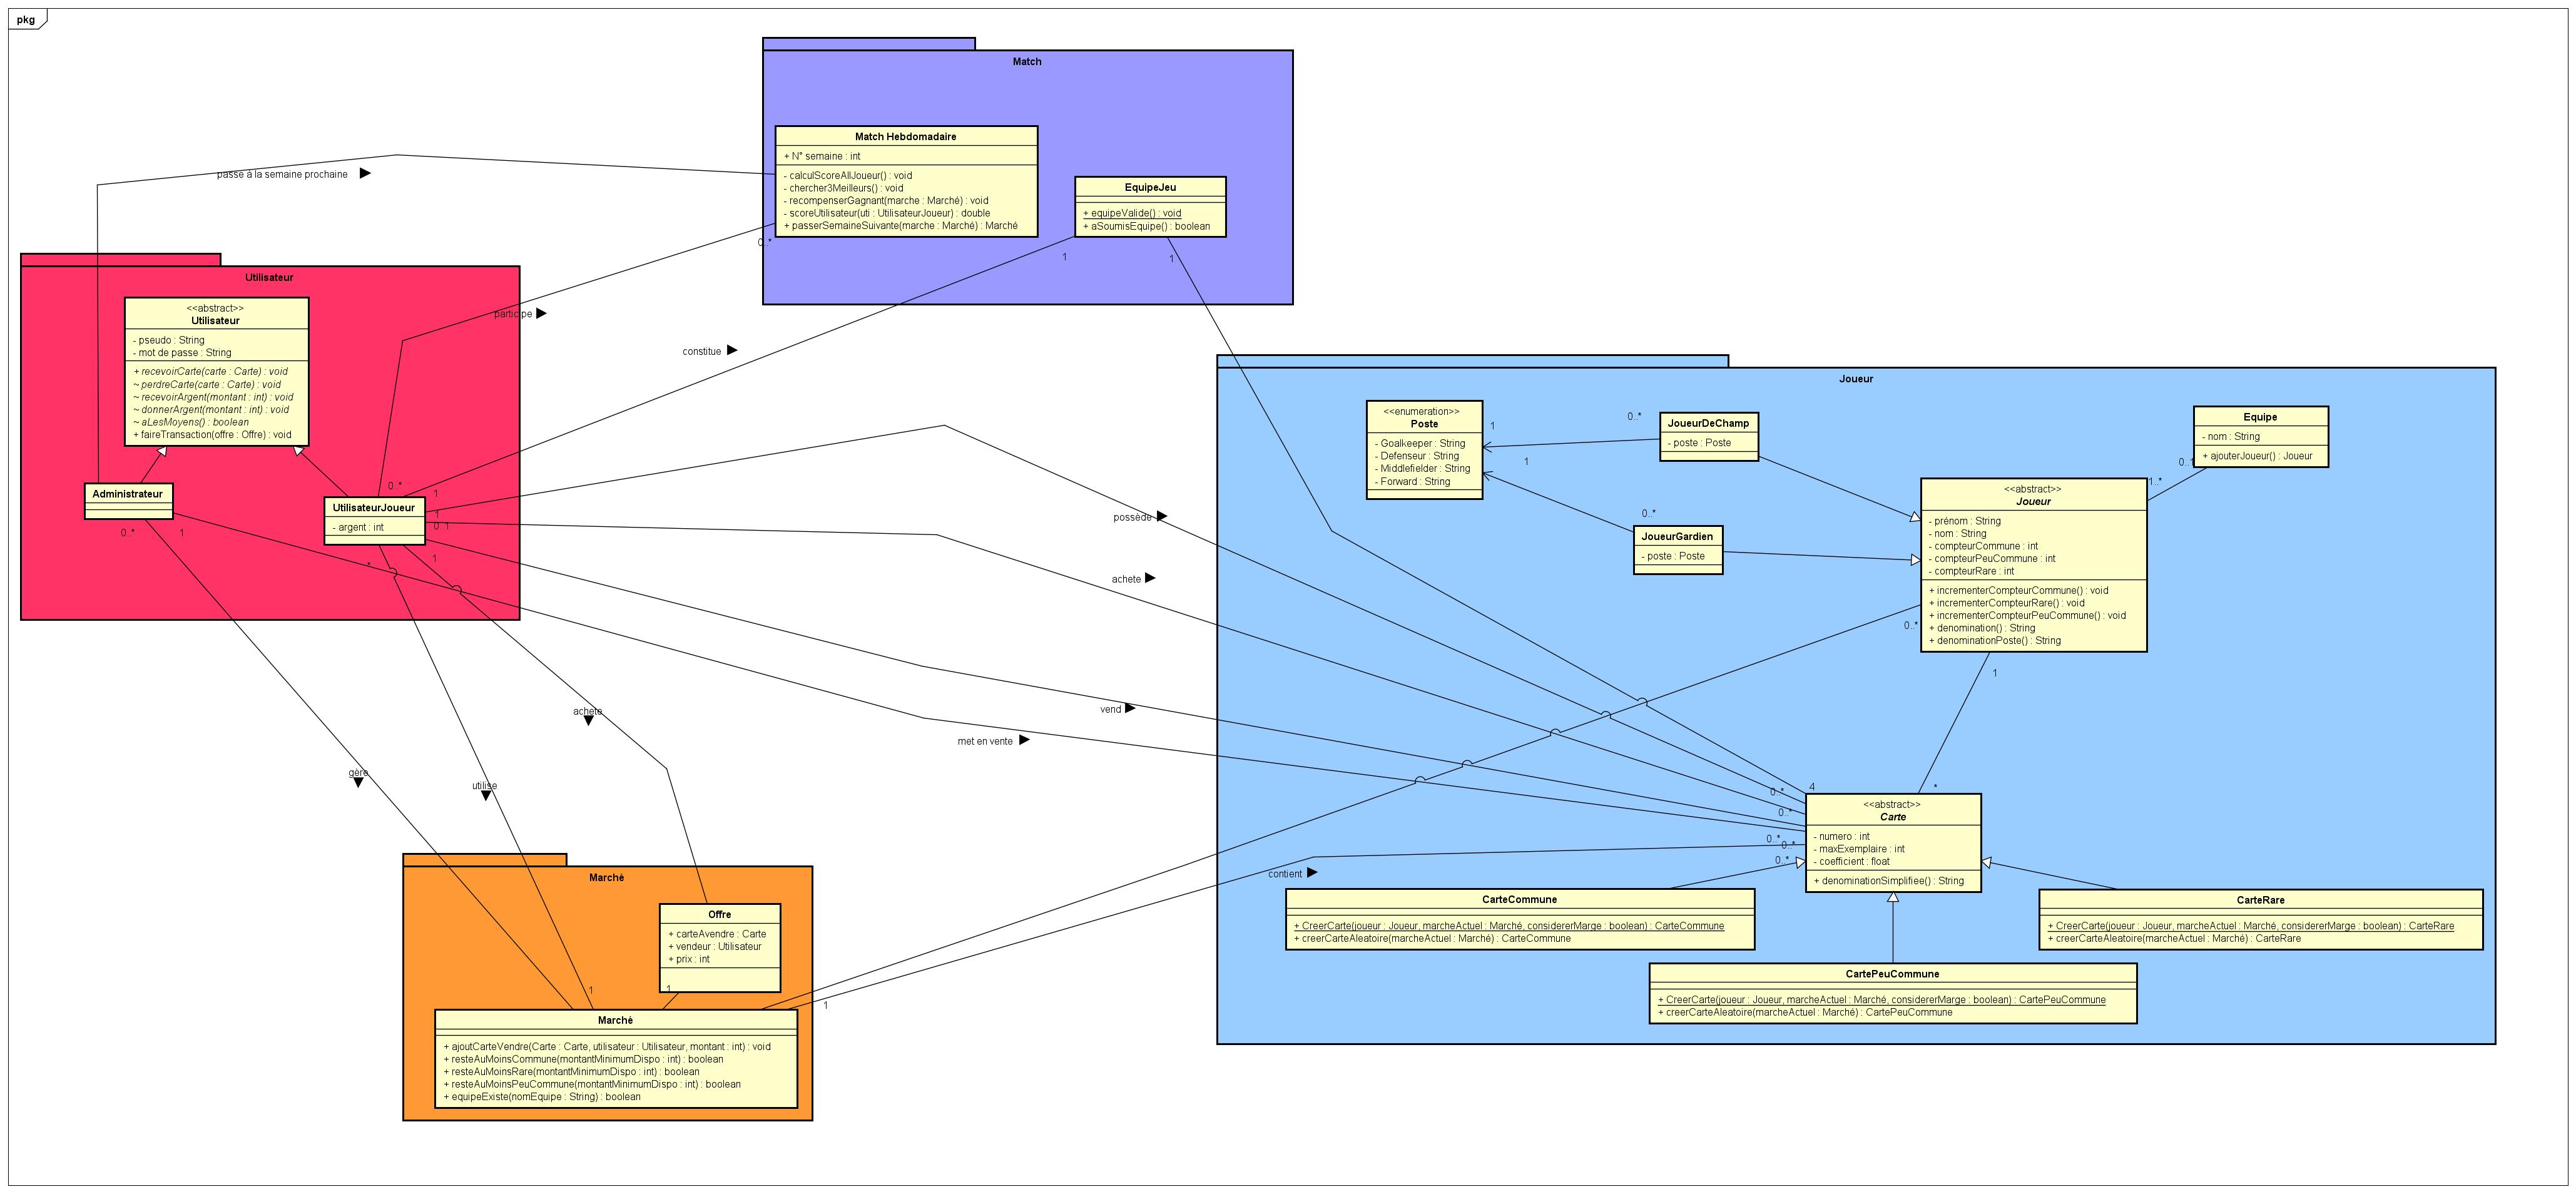 pkg
Match
Match Hebdomadaire
+ N° semaine : int
- calculScoreAllJoueur() : void
- chercher3Meilleurs() : void
- recompenserGagnant(marche : Marché) : void
- scoreUtilisateur(uti : UtilisateurJoueur) : double
+ passerSemaineSuivante(marche : Marché) : Marché
0..*
EquipeJeu
+ equipeValide() : void
+ aSoumisEquipe() : boolean
1
1
passe à la semaine prochaine
participe
constitue
Utilisateur
<<abstract>>
Utilisateur
- pseudo : String
- mot de passe : String
+ recevoirCarte(carte : Carte) : void
~ perdreCarte(carte : Carte) : void
~ recevoirArgent(montant : int) : void
~ donnerArgent(montant : int) : void
~ aLesMoyens() : boolean
+ faireTransaction(offre : Offre) : void
Administrateur
0..*
1
UtilisateurJoueur
- argent : int
0..*
1
1
0..1
1
*
possède
achete
vend
met en vente
achete
gère
utilise
contient
Joueur
<<enumeration>>
Poste
- Goalkeeper : String
- Defenseur : String
- Middlefielder : String
- Forward : String
1
1
0..*
JoueurDeChamp
- poste : Poste
0..*
JoueurGardien
- poste : Poste
Equipe
- nom : String
+ ajouterJoueur() : Joueur
0..1
1..*
<<abstract>>
Joueur
- prénom : String
- nom : String
- compteurCommune : int
- compteurPeuCommune : int
- compteurRare : int
+ incrementerCompteurCommune() : void
+ incrementerCompteurRare() : void
+ incrementerCompteurPeuCommune() : void
+ denomination() : String
+ denominationPoste() : String
0..*
1
*
4
0..*
0..*
0..*
0..*
0..*
<<abstract>>
Carte
- numero : int
- maxExemplaire : int
- coefficient : float
+ denominationSimplifiee() : String
CarteCommune
+ CreerCarte(joueur : Joueur, marcheActuel : Marché, considererMarge : boolean) : CarteCommune
+ creerCarteAleatoire(marcheActuel : Marché) : CarteCommune
CarteRare
+ CreerCarte(joueur : Joueur, marcheActuel : Marché, considererMarge : boolean) : CarteRare
+ creerCarteAleatoire(marcheActuel : Marché) : CarteRare
CartePeuCommune
+ CreerCarte(joueur : Joueur, marcheActuel : Marché, considererMarge : boolean) : CartePeuCommune
+ creerCarteAleatoire(marcheActuel : Marché) : CartePeuCommune
Marché
Offre
+ carteAvendre : Carte
+ vendeur : Utilisateur
+ prix : int
1
1
1
Marché
+ ajoutCarteVendre(Carte : Carte, utilisateur : Utilisateur, montant : int) : void
+ resteAuMoinsCommune(montantMinimumDispo : int) : boolean
+ resteAuMoinsRare(montantMinimumDispo : int) : boolean
+ resteAuMoinsPeuCommune(montantMinimumDispo : int) : boolean
+ equipeExiste(nomEquipe : String) : boolean